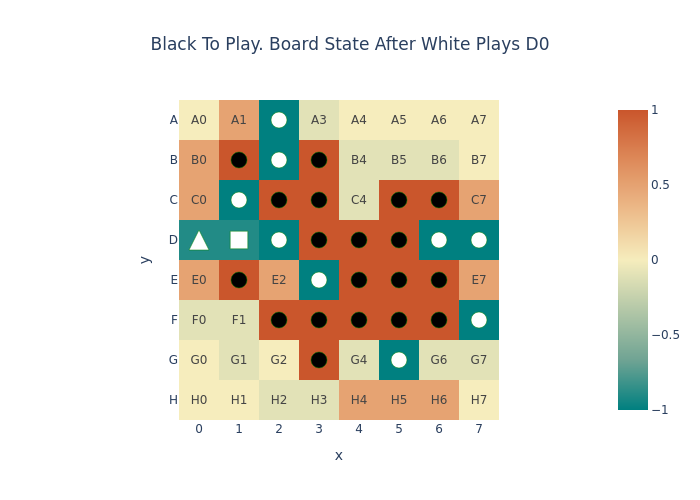 Black To Play. Board State After White Plays D0
A A0 A1 A3 A4 A5 A6 A7
B B0 B4 B5 B6 B7
C C0 C4 C7
D
E E0 E2 E7
F F0 F1
G G0 G1 G2 G4 G6 G7
H H0 H1 H2 H3 H4 H5 H6 H7
0 1 2 3 4 5 6 7
x
y
1
0.5
0
−0.5
−1